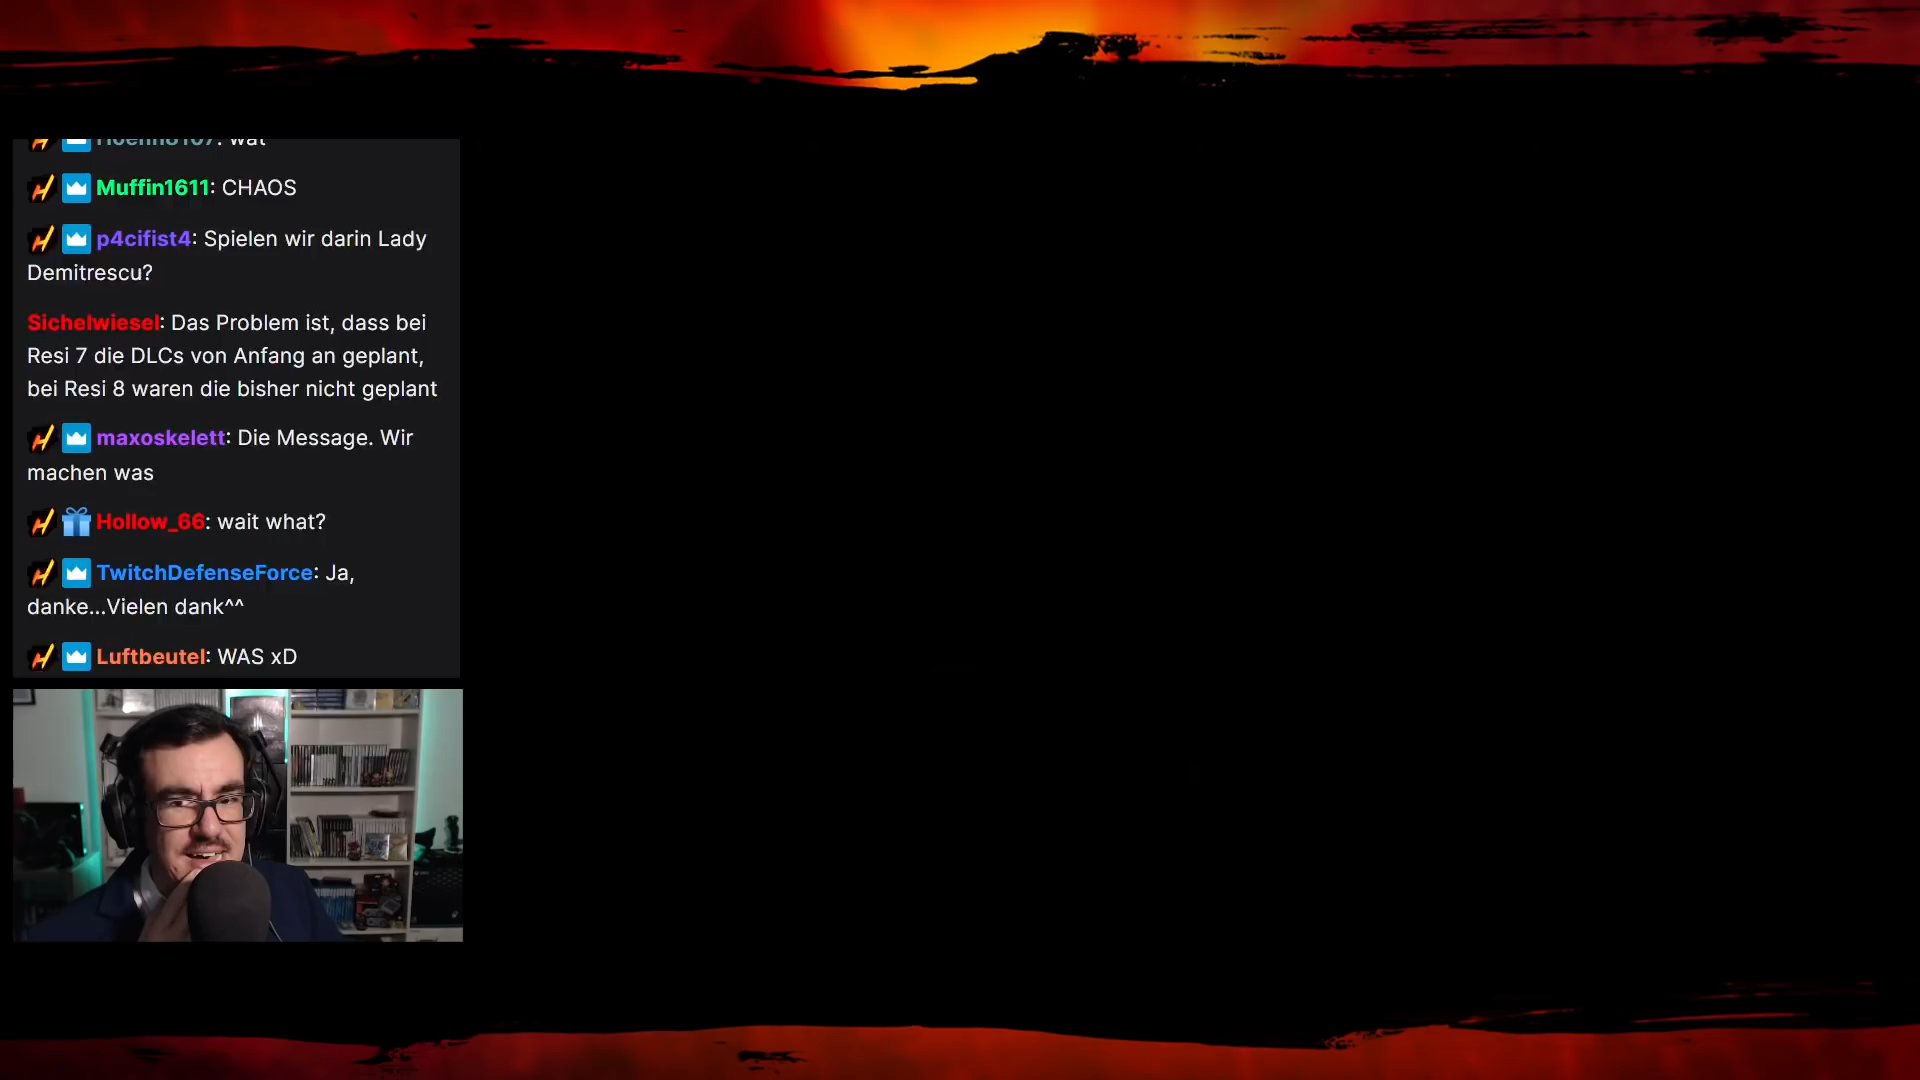 wat
Muffin1611: CHAOS
p4cifist4: Spielen wir darin Lady
Demitrescu?
Sichelwiesel: Das Problem ist, dass bei
Resi 7 die DLCs von Anfang an geplant,
bei Resi 8 waren die bisher nicht geplant
maxoskelett: Die Message. Wir
machen was
Hollow_66: wait what?
TwitchDefenseForce: Ja,
danke...Vielen dank^^
Luftbeutel: WAS xD